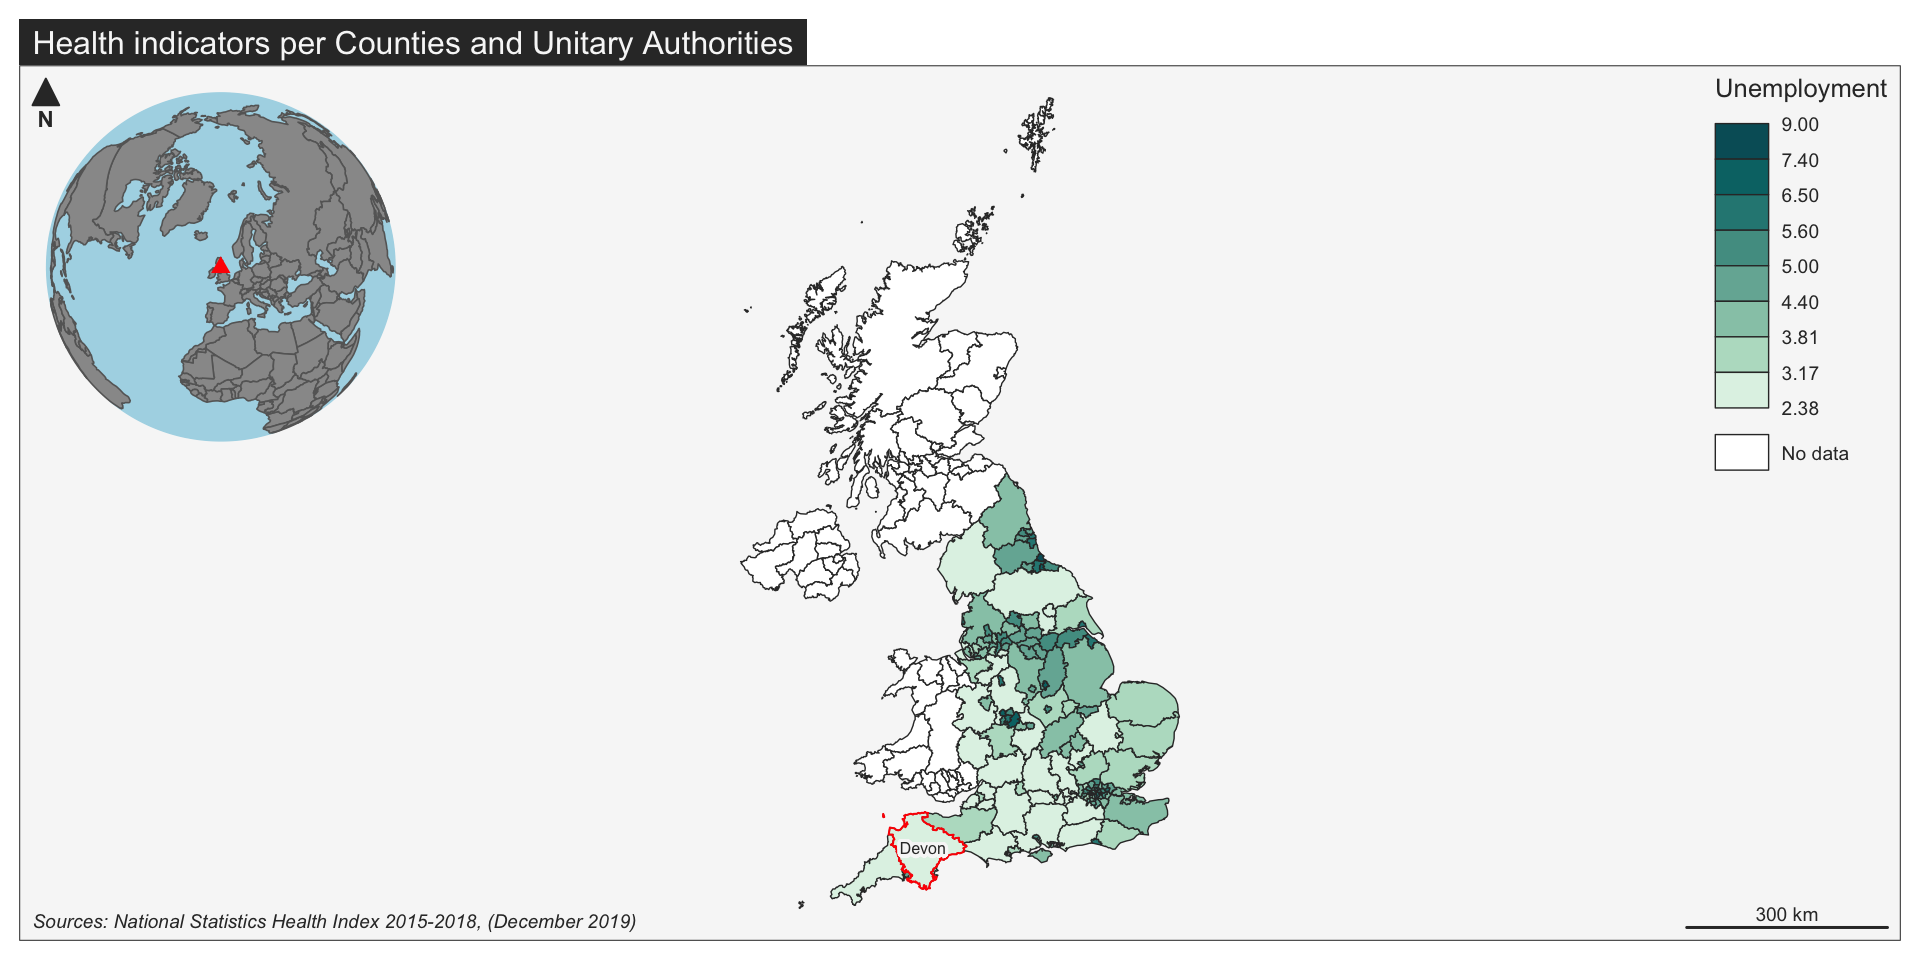 Health indicators per Counties and Unitary Authorities
N
Unemployment
9.00
7.40
6.50
5.60
5.00
4.40
3.81
3.17
2.38
No data
Devon
Sources: National Statistics Health Index 2015-2018, (December 2019)
300 km